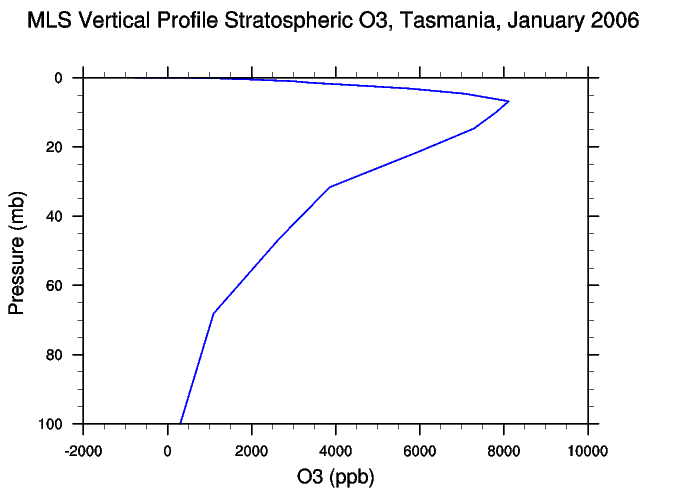 MLS Vertical Profile Stratospheric O3, Tasmania, January 2006
0
20
40
60
80
100
Pressure (mb)
-2000 0 2000 4000 6000 8000 10000
O3 (ppb)